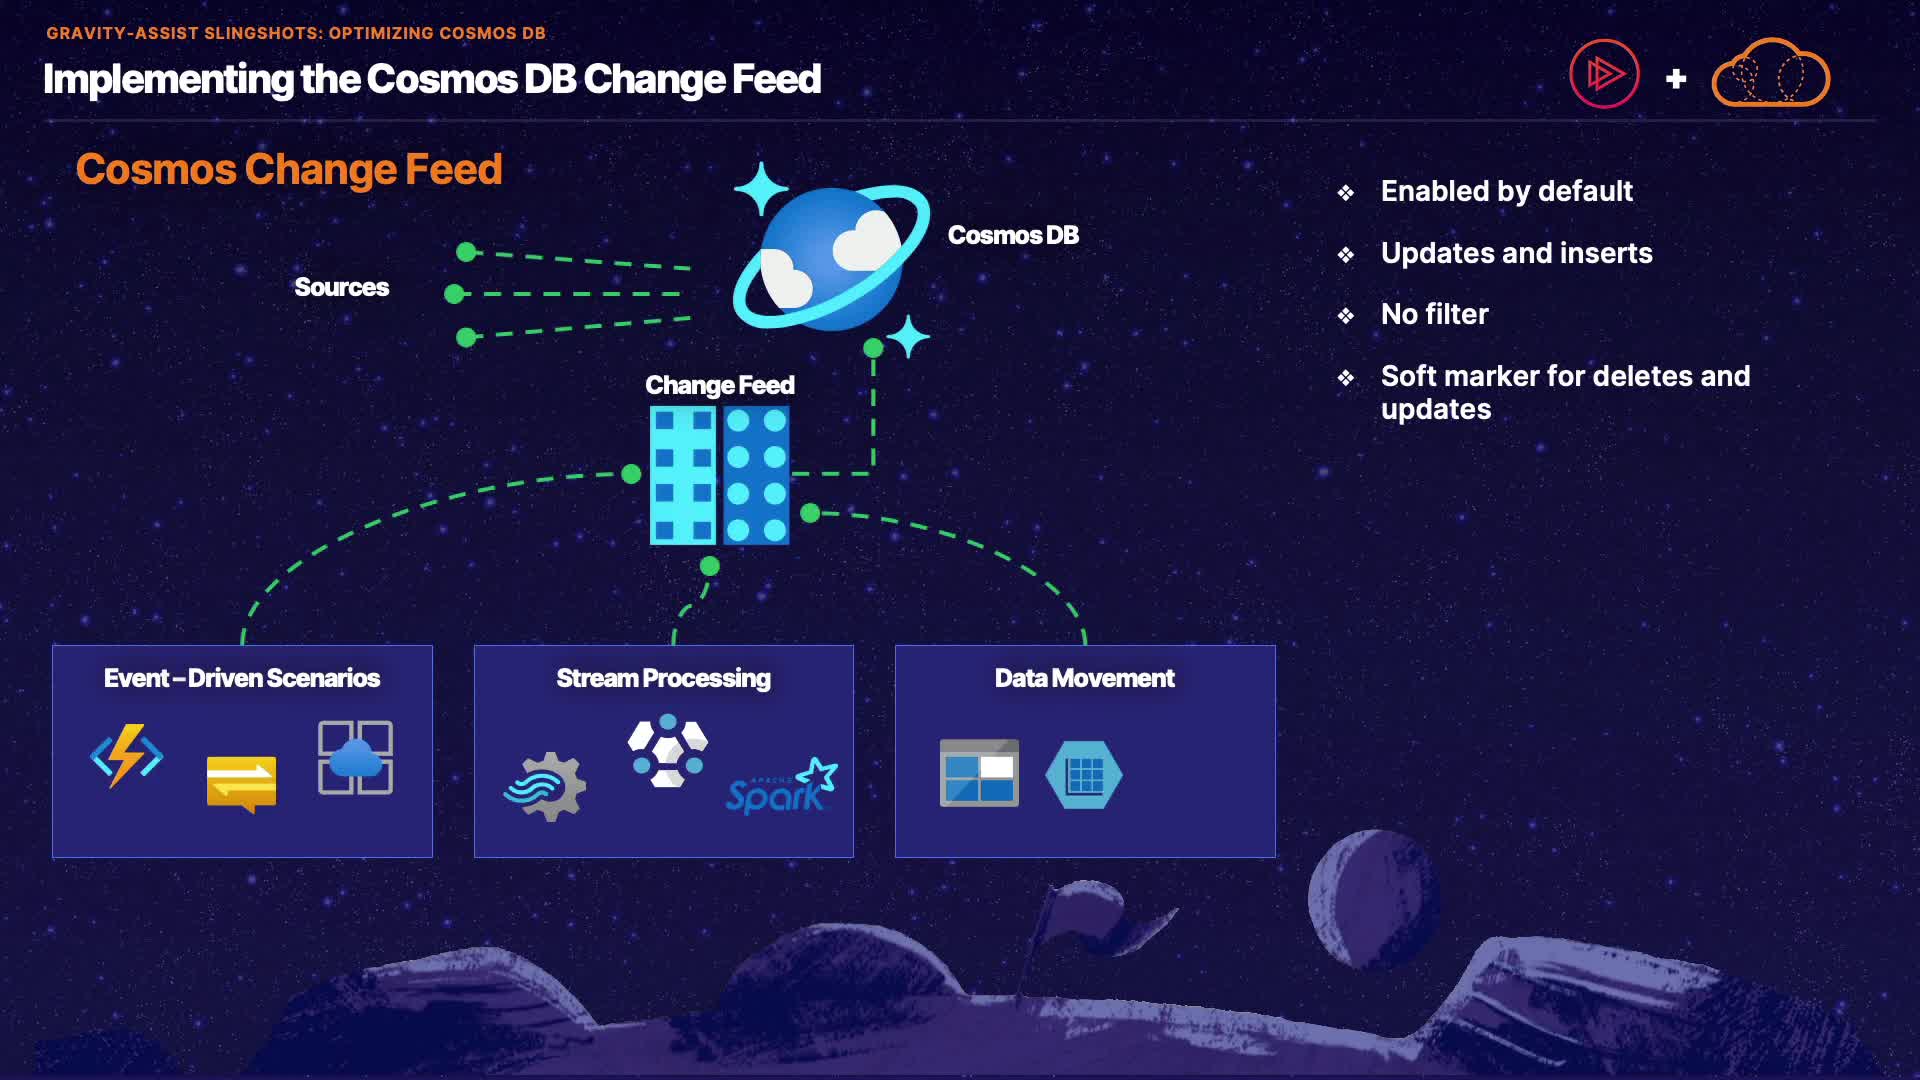 GRAVITY-ASSIST SLINGSHOTS: OPTIMIZING COSMOS DB
Implementing the Cosmos DB Change Feed
Cosmos Change Feed
Sources
Cosmos DB
Change Feed
❖ Enabled by default
❖ Updates and inserts
❖ No filter
❖ Soft marker for deletes and
updates
Event – Driven Scenarios
Stream Processing
APACHE
Spark
Data Movement